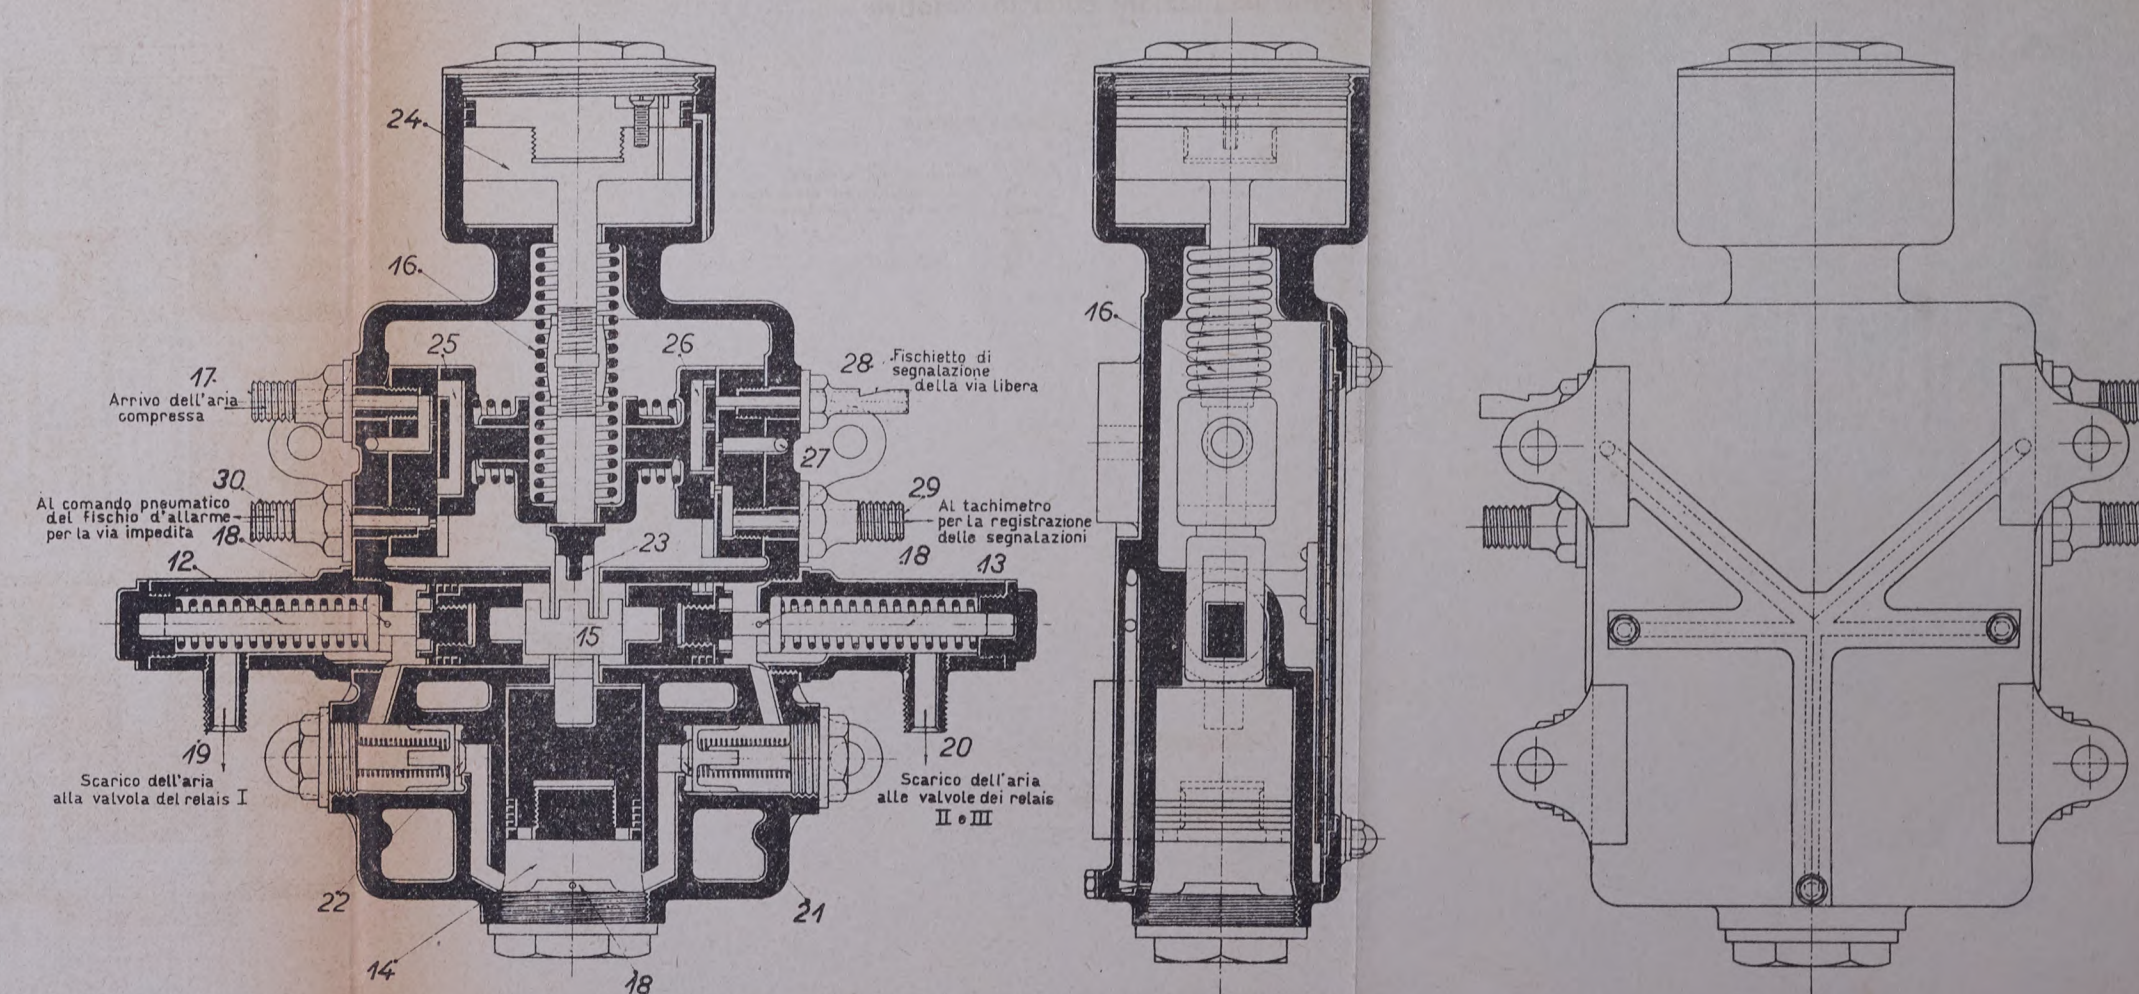 24.
16.
25
26
17.
Arrivo dell'aria
compressa
28.
Fischietto di
segnalazione
della via libera
16.
27
30.
Al comando pneumatico
del fischio d'allarme
per la via impedita
29
Al tachimetro
per la registrazione
delle segnalazioni
18.
12.
23
18
13
15
19
Scarico dell'aria
alla valvola del relais I
20
Scarico dell'aria
alle valvole dei relais
II e III
22
21
14
18